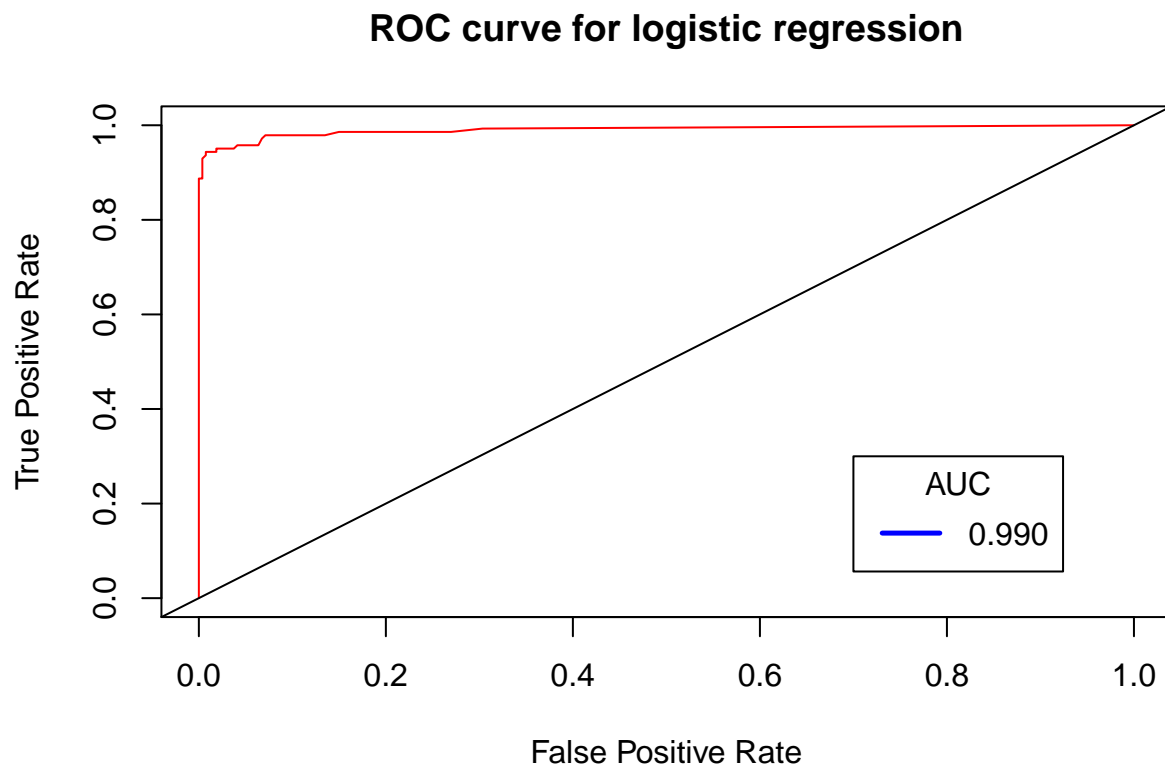 ROC curve for logistic regression
True Positive Rate
1.0
0.8
0.6
0.4
0.2
0.0
AUC
0.990
0.0 0.2 0.4 0.6 0.8 1.0
False Positive Rate